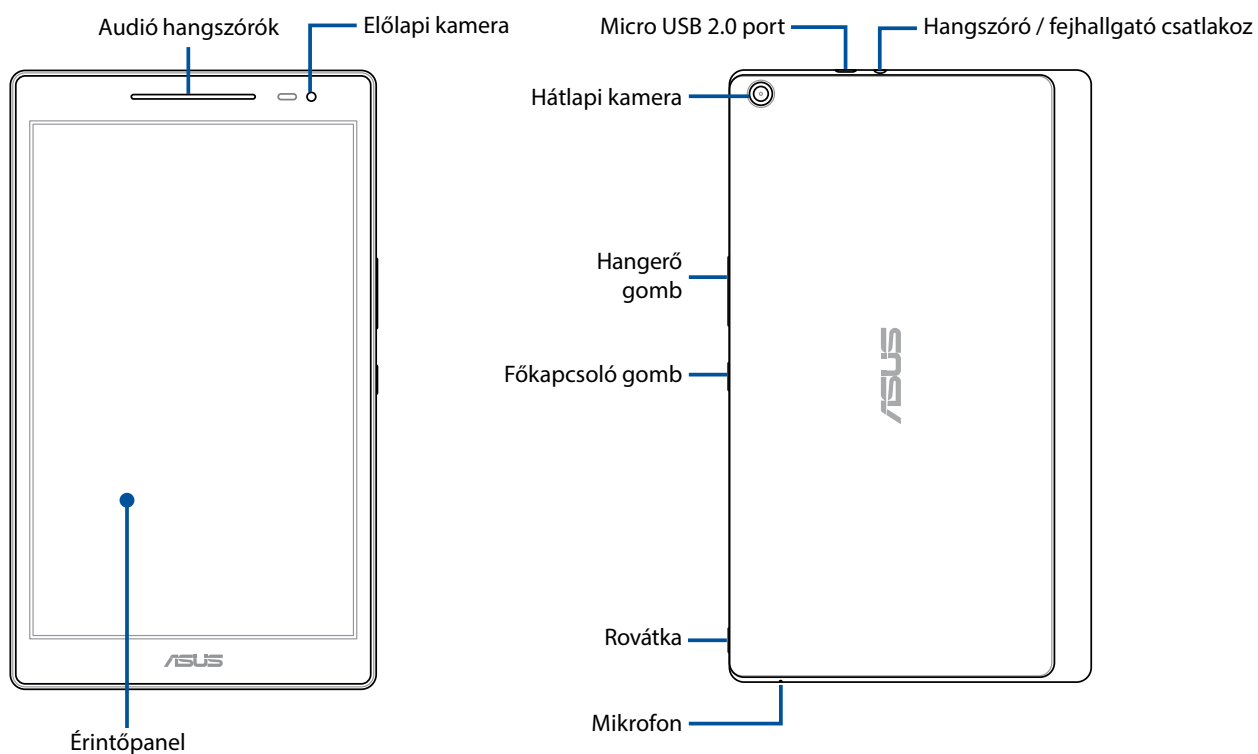 Audió hangszórók
Előlapi kamera
Micro USB 2.0 port
Hangszóró / fejhallgató csatlakoz
Hátlapi kamera
Hangerő
gomb
Főkapcsoló gomb
ASUS
Rovátka
ASUS
Mikrofon
Érintőpanel